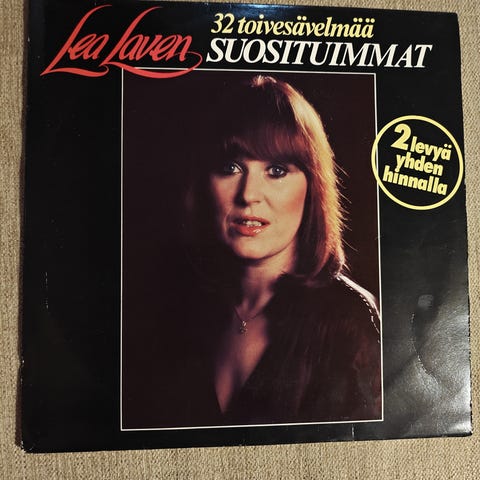 Lea Laven
32 toivesävelmää
SUOSITUIMMAT
2 levyä
yhden
hinnalla